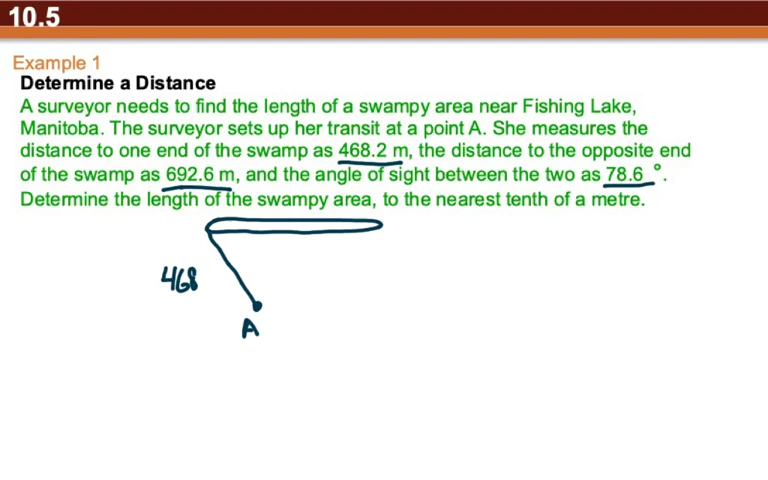 10.5
Example 1
Determine a Distance
A surveyor needs to find the length of a swampy area near Fishing Lake,
Manitoba. The surveyor sets up her transit at a point A. She measures the
distance to one end of the swamp as 468.2 m, the distance to the opposite end
of the swamp as 692.6 m, and the angle of sight between the two as 78.6 °.
Determine the length of the swampy area, to the nearest tenth of a metre.
468
A